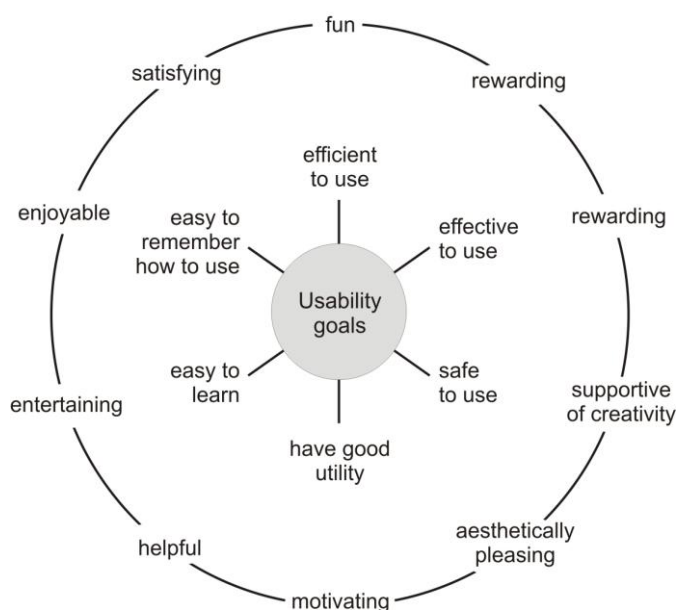 fun
satisfying
rewarding
efficient
to use
enjoyable
easy to
remember
how to use
effective
to use
rewarding
Usability
goals
entertaining
easy to
learn
safe
to use
supportive
of creativity
have good
utility
helpful
aesthetically
pleasing
motivating